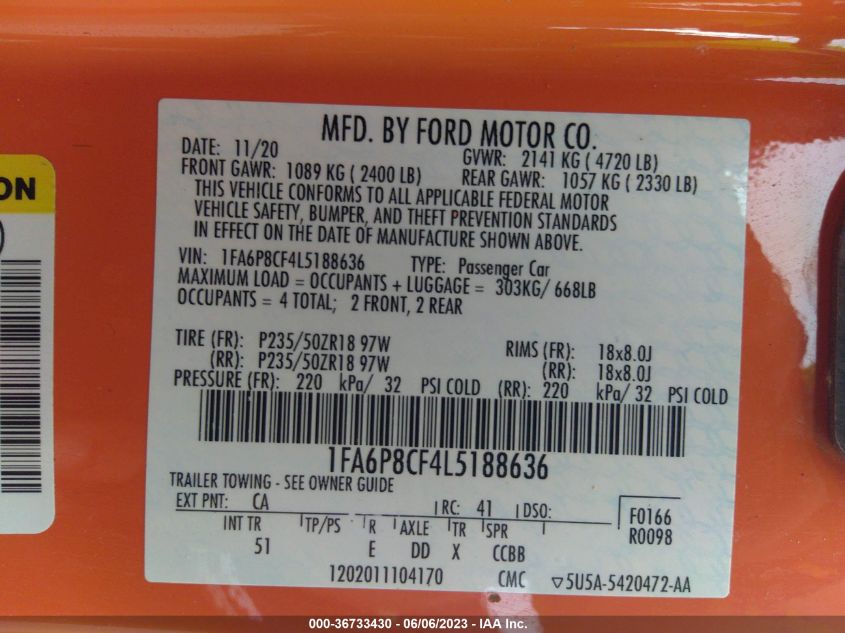 ON
MFD. BY FORD MOTOR CO.
DATE: 11/20 GVWR: 2141 KG ( 4720 LB)
FRONT GAWR: 1089 KG ( 2400 LB) REAR GAWR: 1057 KG ( 2330 LB)
THIS VEHICLE CONFORMS TO ALL APPLICABLE FEDERAL MOTOR
VEHICLE SAFETY, BUMPER, AND THEFT PREVENTION STANDARDS
IN EFFECT ON THE DATE OF MANUFACTURE SHOWN ABOVE.
VIN: 1FA6P8CF4L5188636 TYPE: Passenger Car
MAXIMUM LOAD = OCCUPANTS + LUGGAGE = 303KG/ 668LB
OCCUPANTS = 4 TOTAL; 2 FRONT, 2 REAR
TIRE (FR): P235/50ZR18 97W RIMS (FR): 18x8.0J
(RR): P235/50ZR18 97W (RR): 18x8.0J
PRESSURE (FR): 220 kPa/ 32 PSI COLD (RR): 220 kPa/ 32 PSI COLD
1FA6P8CF4L5188636
TRAILER TOWING - SEE OWNER GUIDE
EXT PNT: CA RC: 41 DSO: F0166
INT TR TP/PS R AXLE TR SPR R0098
51 E DD X CCBB
1202011104170 CMC ▽5U5A-5420472-AA
000-36733430 - 06/06/2023 - IAA Inc.